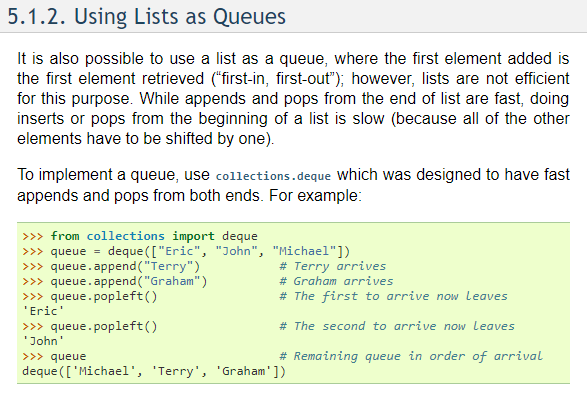 5.1.2. Using Lists as Queues
It is also possible to use a list as a queue, where the first element added is
the first element retrieved (“first-in, first-out”); however, lists are not efficient
for this purpose. While appends and pops from the end of list are fast, doing
inserts or pops from the beginning of a list is slow (because all of the other
elements have to be shifted by one).
To implement a queue, use collections.deque which was designed to have fast
appends and pops from both ends. For example:
>>> from collections import deque
>>> queue = deque(["Eric", "John", "Michael"])
>>> queue.append("Terry")           # Terry arrives
>>> queue.append("Graham")          # Graham arrives
>>> queue.popleft()                 # The first to arrive now leaves
'Eric'
>>> queue.popleft()                 # The second to arrive now leaves
'John'
>>> queue                           # Remaining queue in order of arrival
deque(['Michael', 'Terry', 'Graham'])